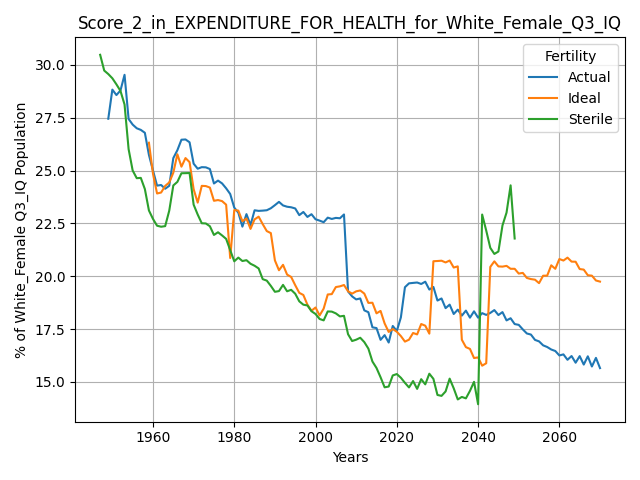 Score_2_in_EXPENDITURE_FOR_HEALTH_for_White_Female_Q3_IQ
Fertility
Actual
Ideal
Sterile
% of White_Female Q3_IQ Population
30.0
27.5
25.0
22.5
20.0
17.5
15.0
1960 1980 2000 2020 2040 2060
Years